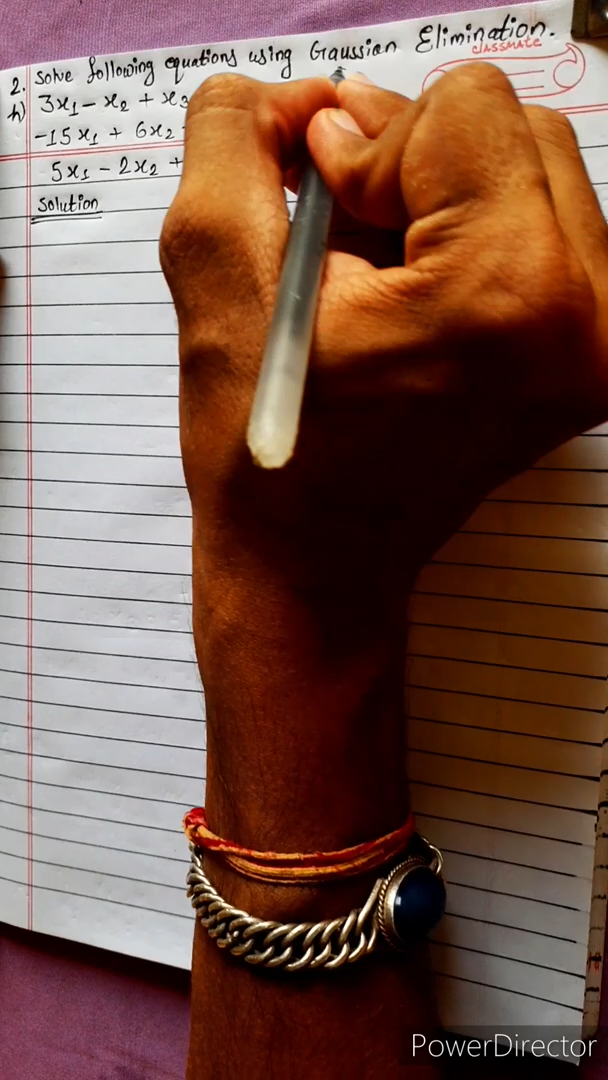 2. Solve following equations using Gaussian Elimination.
CLASSMATE
h) 3x₁ - x₂ + x₃
-15x₁ + 6x₂
5x₁ - 2x₂ +
Solution
PowerDirector